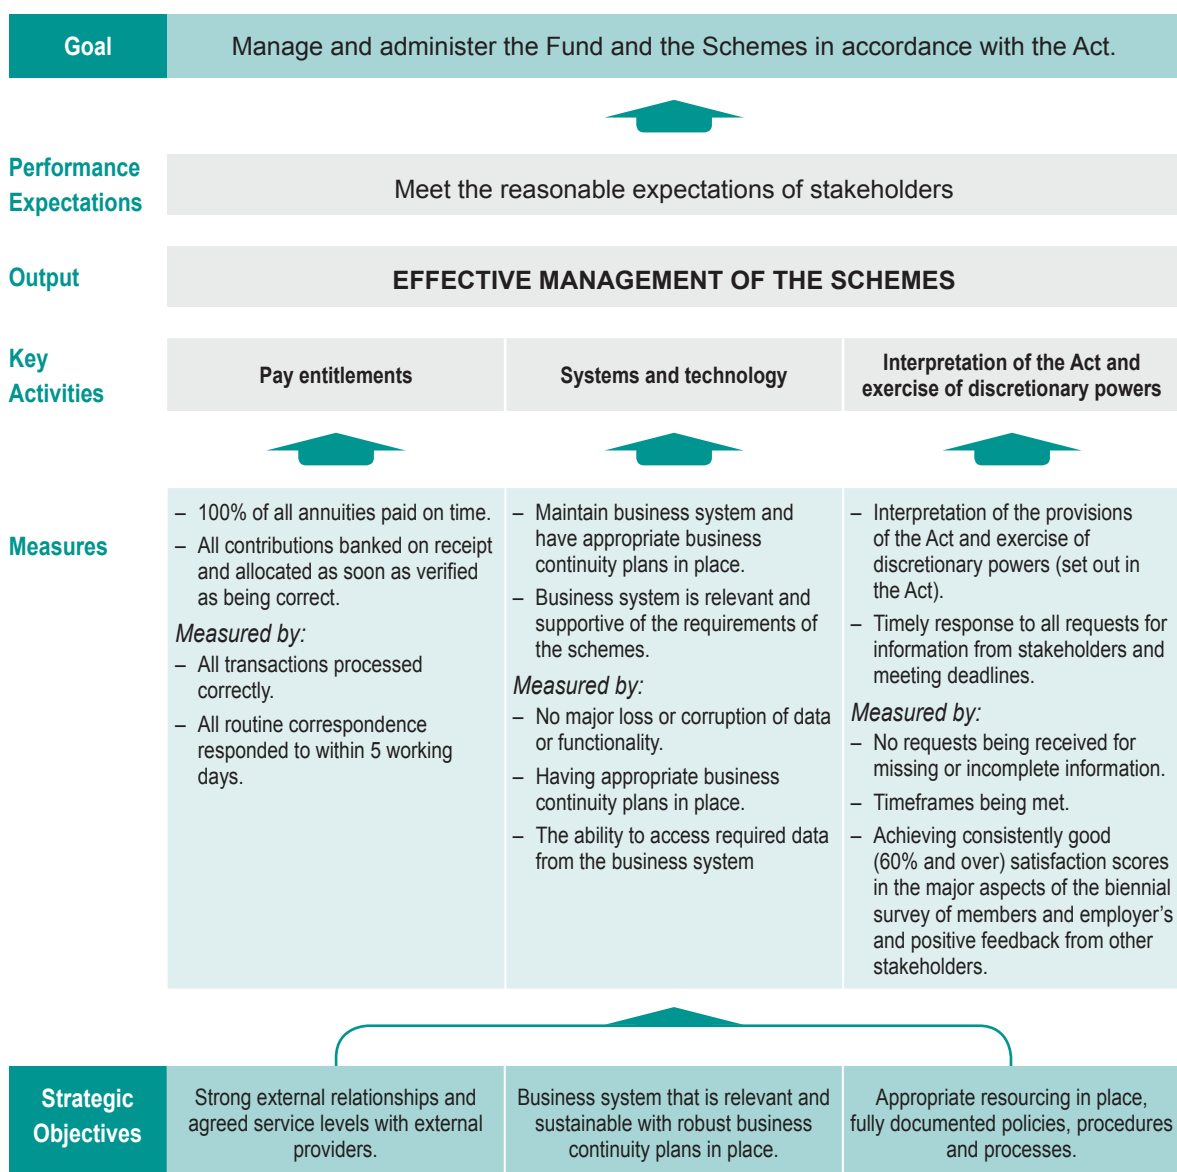 Goal
Manage and administer the Fund and the Schemes in accordance with the Act.
Performance
Expectations
Meet the reasonable expectations of stakeholders
Output
EFFECTIVE MANAGEMENT OF THE SCHEMES
Key
Activities
Pay entitlements
Systems and technology
Interpretation of the Act and
exercise of discretionary powers
Measures
– 100% of all annuities paid on time.
– All contributions banked on receipt
and allocated as soon as verified
as being correct.
Measured by:
– All transactions processed
correctly.
– All routine correspondence
responded to within 5 working
days.
– Maintain business system and
have appropriate business
continuity plans in place.
– Business system is relevant and
supportive of the requirements of
the schemes.
Measured by:
– No major loss or corruption of data
or functionality.
– Having appropriate business
continuity plans in place.
– The ability to access required data
from the business system
– Interpretation of the provisions
of the Act and exercise of
discretionary powers (set out in
the Act).
– Timely response to all requests for
information from stakeholders and
meeting deadlines.
Measured by:
– No requests being received for
missing or incomplete information.
– Timeframes being met.
– Achieving consistently good
(60% and over) satisfaction scores
in the major aspects of the biennial
survey of members and employer’s
and positive feedback from other
stakeholders.
Strategic
Objectives
Strong external relationships and
agreed service levels with external
providers.
Business system that is relevant and
sustainable with robust business
continuity plans in place.
Appropriate resourcing in place,
fully documented policies, procedures
and processes.